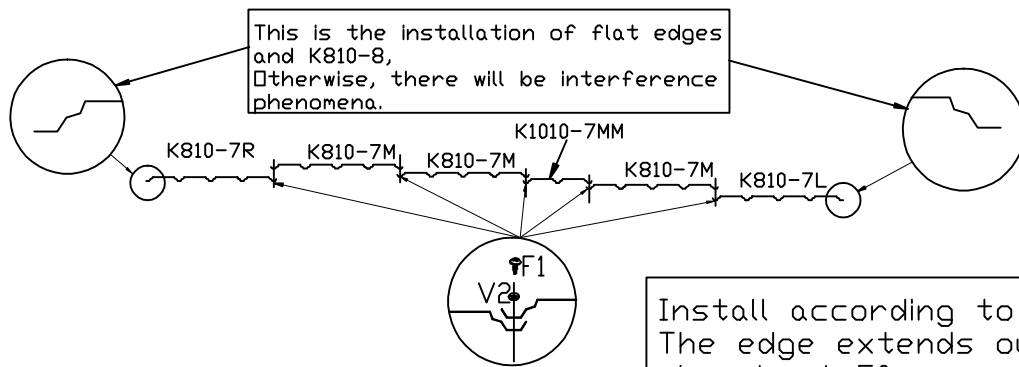 This is the installation of flat edges
and K810-8,
Otherwise, there will be interference
phenomena.
K1010-7MM
K810-7R
K810-7M
K810-7M
K810-7M
K810-7L
F1
V2
Install according to
The edge extends